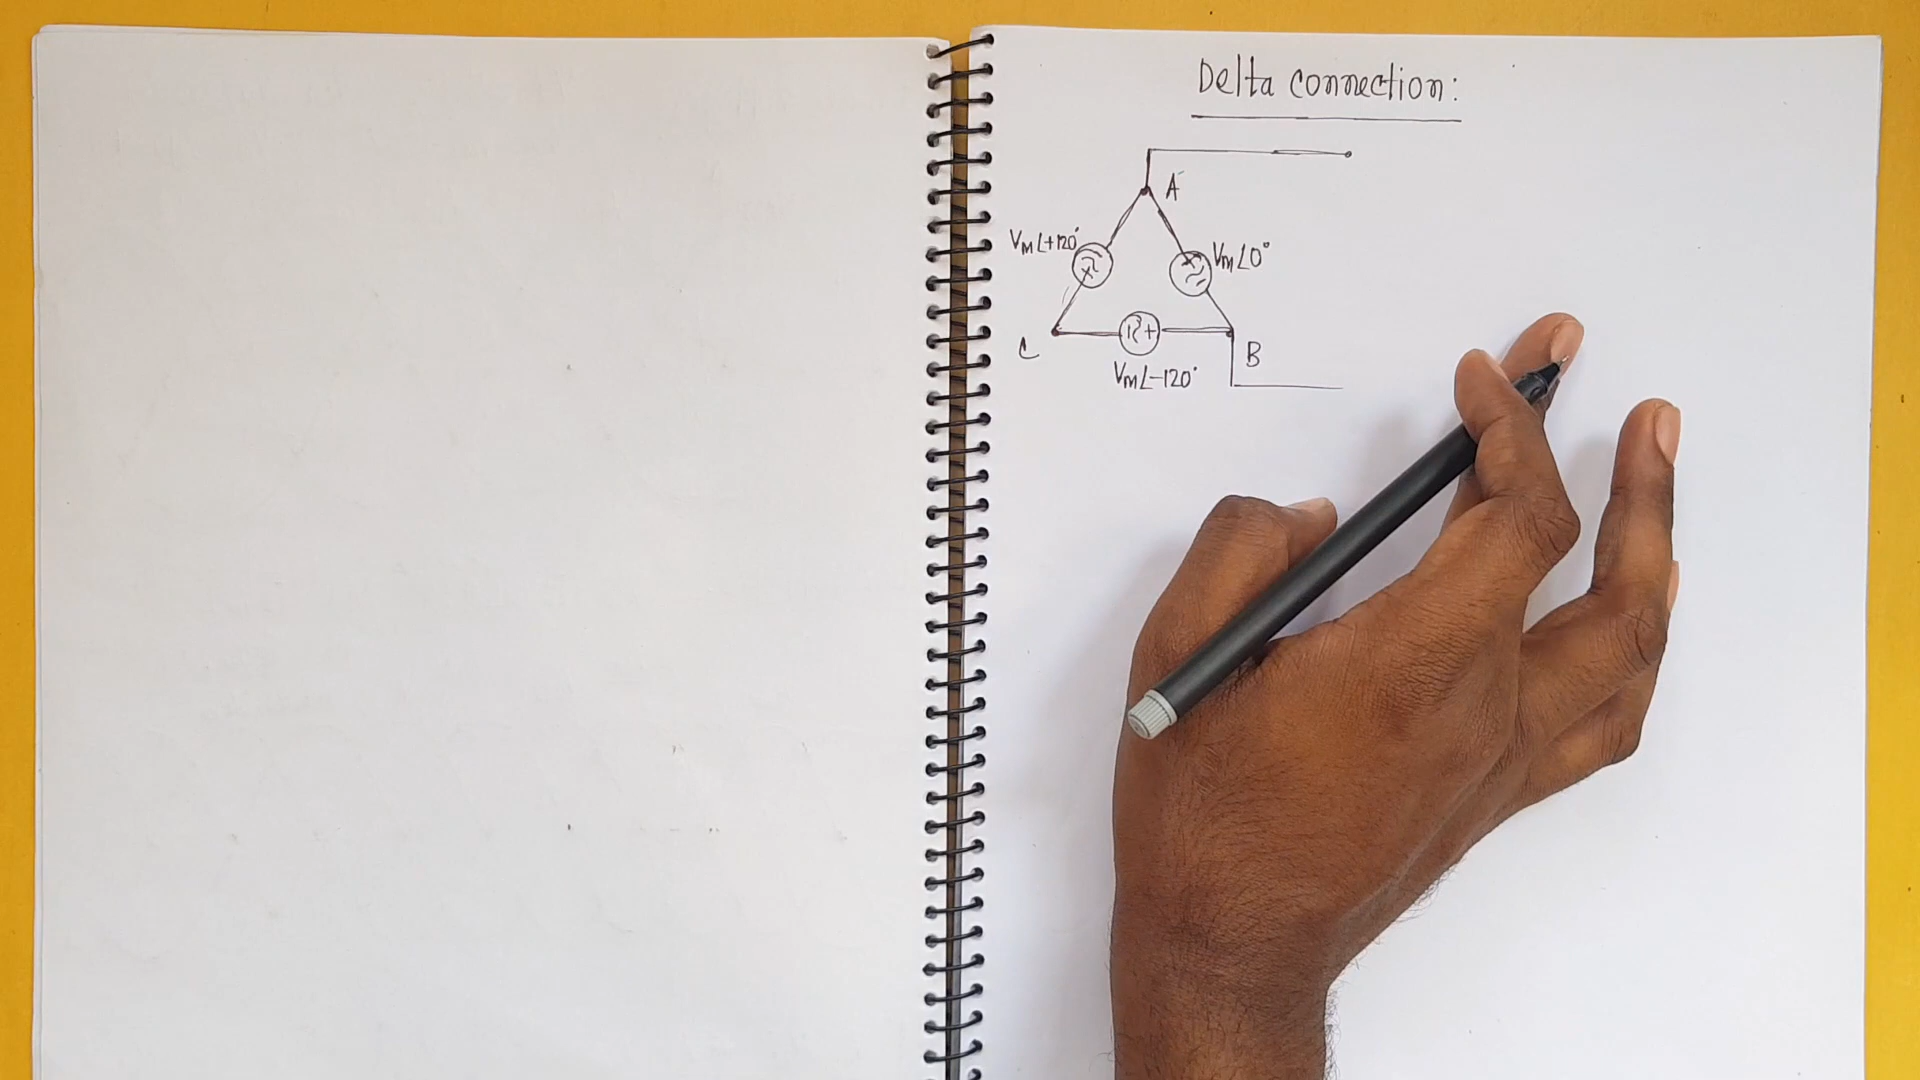 Delta connection:
A
Vm∠+120°
Vm∠0°
+
+
+
C
B
Vm∠-120°